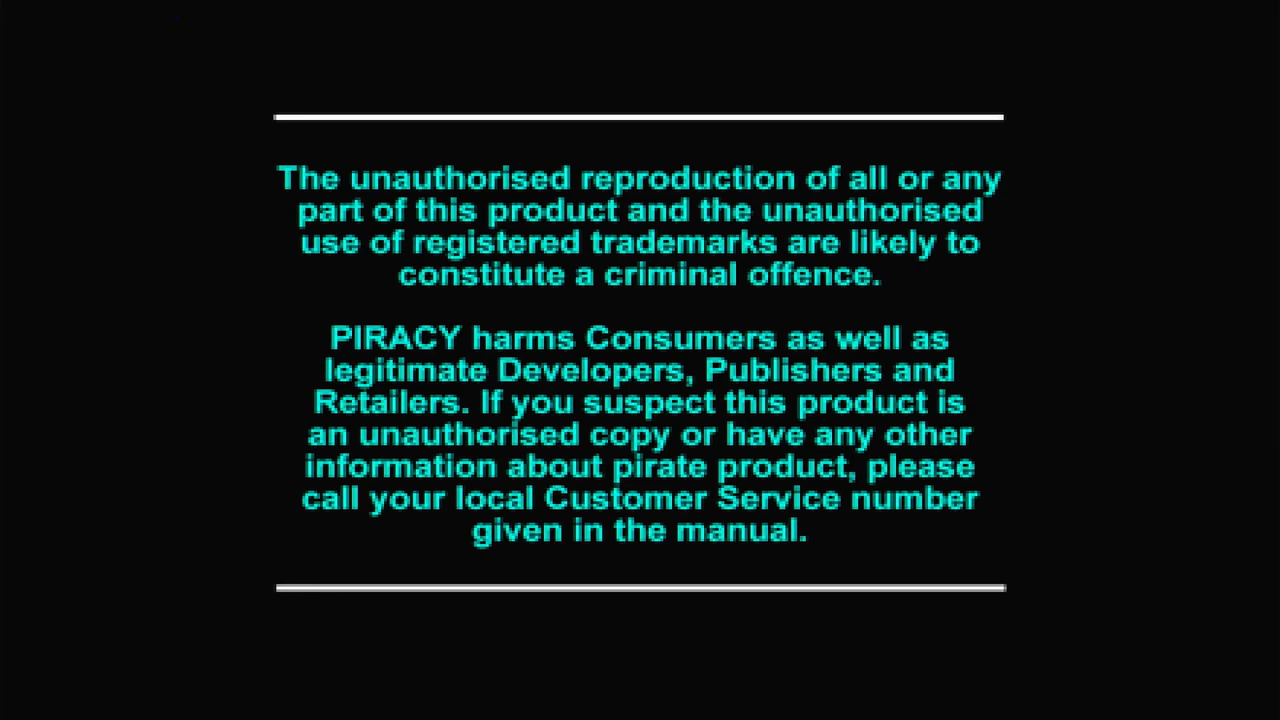 The unauthorised reproduction of all or any
part of this product and the unauthorised
use of registered trademarks are likely to
constitute a criminal offence.
PIRACY harms Consumers as well as
legitimate Developers, Publishers and
Retailers. If you suspect this product is
an unauthorised copy or have any other
information about pirate product, please
call your local Customer Service number
given in the manual.